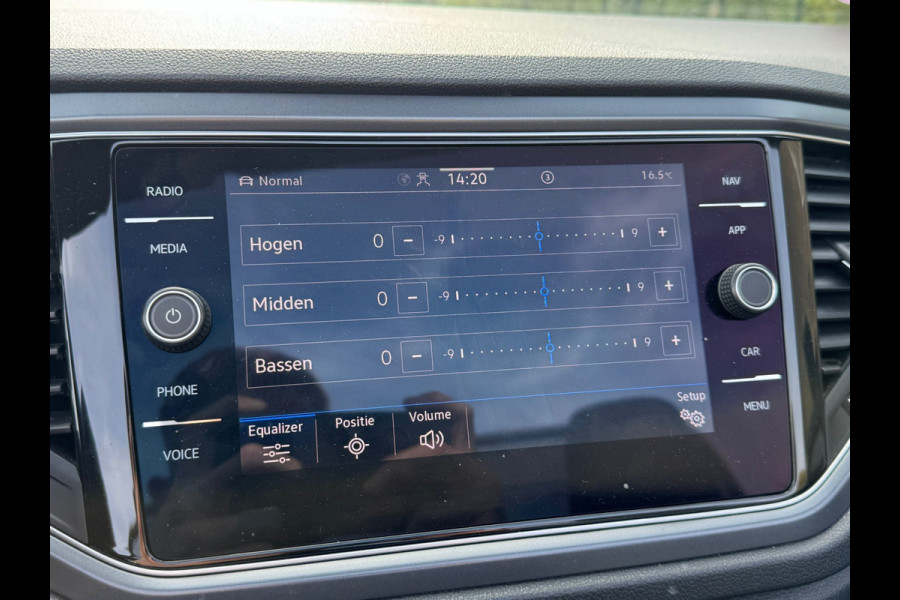 RADIO
MEDIA
PHONE
VOICE
Normal 14:20 3 16.5°C
Hogen 0 − -9 9 +
Midden 0 − -9 9 +
Bassen 0 − -9 9 +
Setup
Equalizer Positie Volume
NAV
APP
CAR
MENU